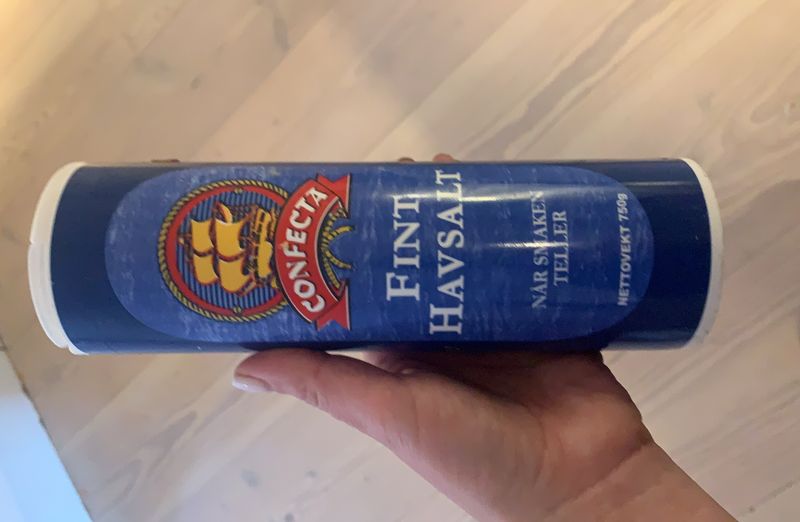 CONFECTA
FINT
HAVSALT
NÅR SMAKEN
TELLER
NETTOVEKT 750g